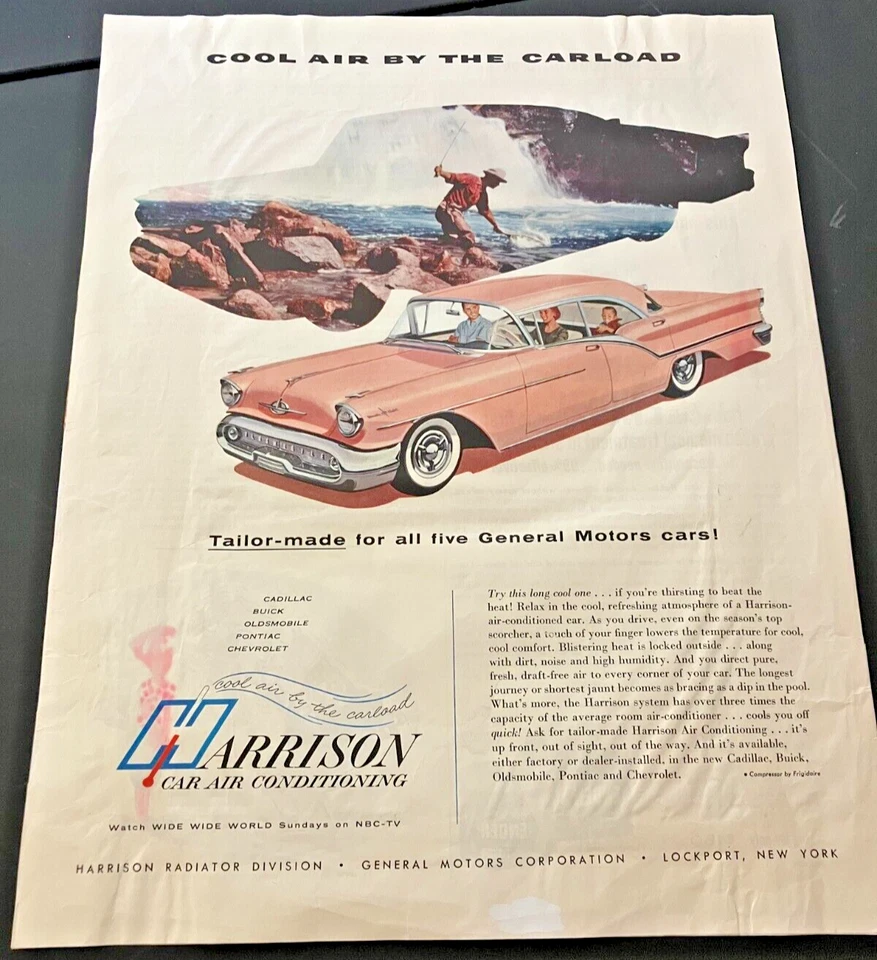 COOL AIR BY THE CARLOAD
Tailor-made for all five General Motors cars!
CADILLAC
BUICK
OLDSMOBILE
PONTIAC
CHEVROLET
cool air by the carload
HARRISON
CAR AIR CONDITIONING
Watch WIDE WIDE WORLD Sundays on NBC-TV
Try this long cool one . . . if you're thirsting to beat the
heat! Relax in the cool, refreshing atmosphere of a Harrison-
air-conditioned car. As you drive, even on the season's top
scorcher, a touch of your finger lowers the temperature for cool,
cool comfort. Blistering heat is locked outside . . . along
with dirt, noise and high humidity. And you direct pure,
fresh, draft-free air to every corner of your car. The longest
journey or shortest jaunt becomes as bracing as a dip in the pool.
What's more, the Harrison system has over three times the
capacity of the average room air-conditioner . . . cools you off
quick! Ask for tailor-made Harrison Air Conditioning . . . it's
up front, out of sight, out of the way. And it's available,
either factory or dealer-installed, in the new Cadillac, Buick,
Oldsmobile, Pontiac and Chevrolet.
• Compressor by Frigidaire
HARRISON RADIATOR DIVISION • GENERAL MOTORS CORPORATION • LOCKPORT, NEW YORK